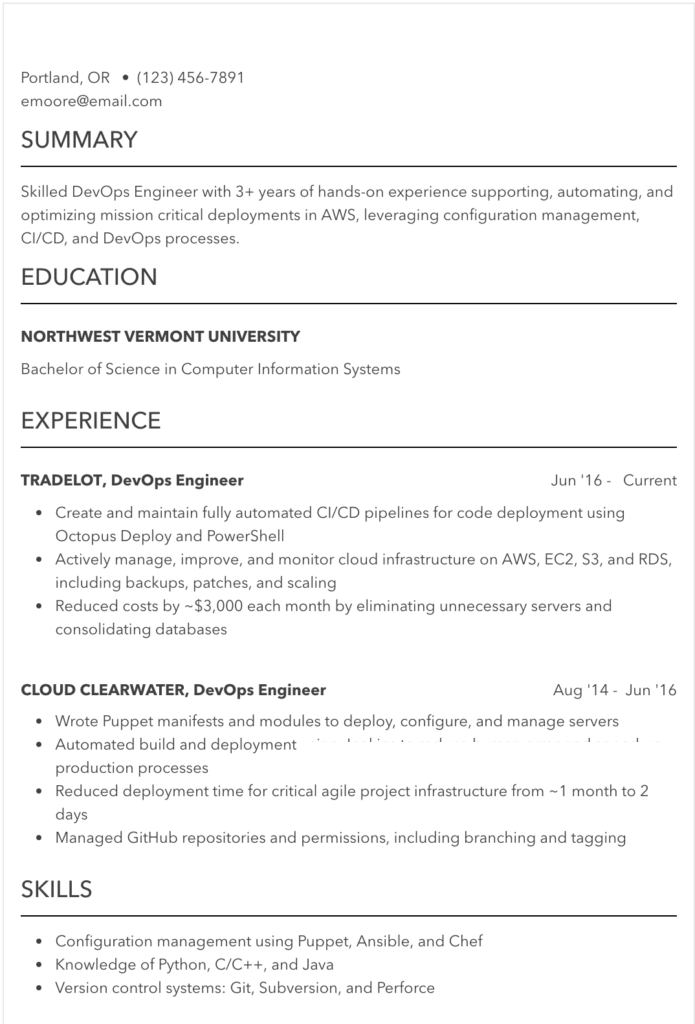 Portland, OR • (123) 456-7891
emoore@email.com
SUMMARY
Skilled DevOps Engineer with 3+ years of hands-on experience supporting, automating, and
optimizing mission critical deployments in AWS, leveraging configuration management,
CI/CD, and DevOps processes.
EDUCATION
NORTHWEST VERMONT UNIVERSITY
Bachelor of Science in Computer Information Systems
EXPERIENCE
TRADELOT, DevOps Engineer Jun '16 - Current
• Create and maintain fully automated CI/CD pipelines for code deployment using
Octopus Deploy and PowerShell
• Actively manage, improve, and monitor cloud infrastructure on AWS, EC2, S3, and RDS,
including backups, patches, and scaling
• Reduced costs by ~$3,000 each month by eliminating unnecessary servers and
consolidating databases
CLOUD CLEARWATER, DevOps Engineer Aug '14 - Jun '16
• Wrote Puppet manifests and modules to deploy, configure, and manage servers
• Automated build and deployment
production processes
• Reduced deployment time for critical agile project infrastructure from ~1 month to 2
days
• Managed GitHub repositories and permissions, including branching and tagging
SKILLS
• Configuration management using Puppet, Ansible, and Chef
• Knowledge of Python, C/C++, and Java
• Version control systems: Git, Subversion, and Perforce